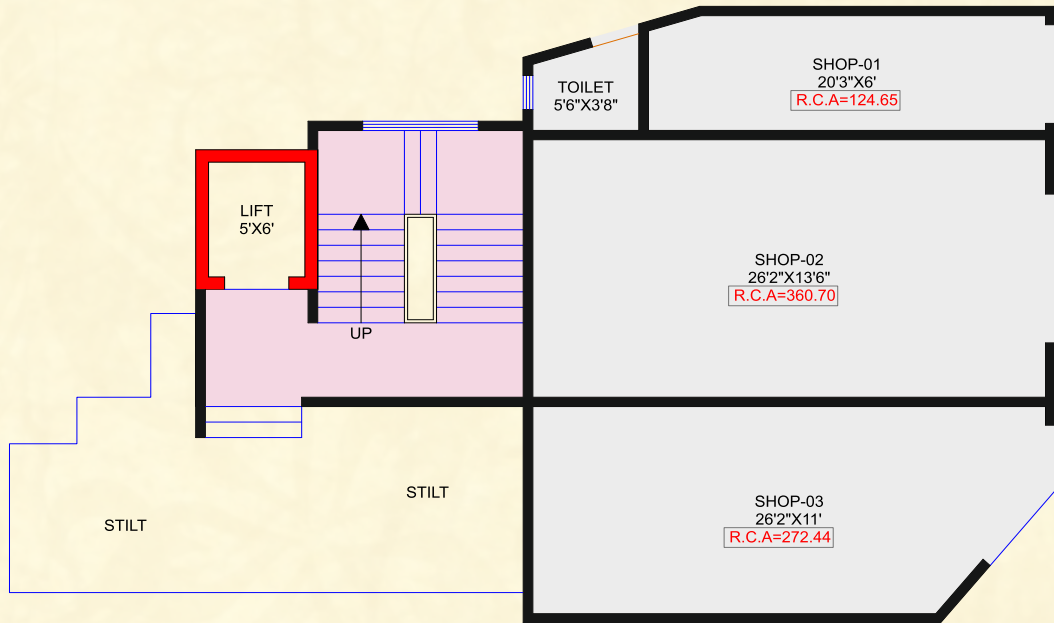 SHOP-01
20'3"X6'
R.C.A=124.65
TOILET
5'6"X3'8"
LIFT
5'X6'
UP
SHOP-02
26'2"X13'6"
R.C.A=360.70
STILT
STILT
SHOP-03
26'2"X11'
R.C.A=272.44